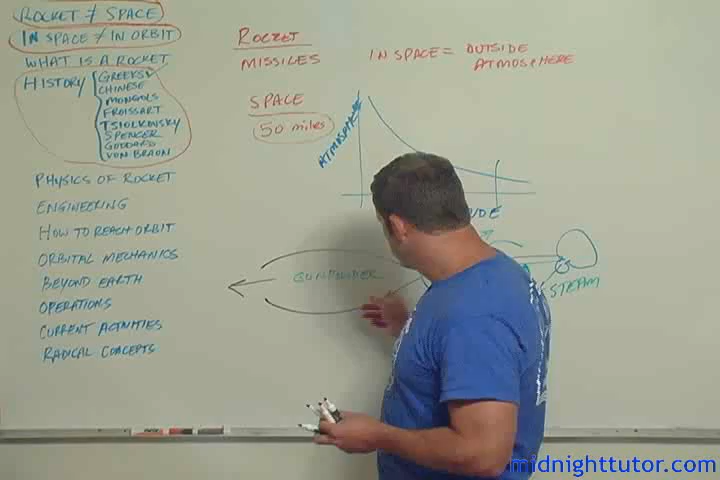 ROCKET ≠ SPACE
IN SPACE ≠ IN ORBIT
WHAT IS A ROCKET
HISTORY
GREEKS
CHINESE
MONGOLS
FROISSART
TSIOLKOVSKY
SPENCER
GODDARD
VON BRAUN
PHYSICS OF ROCKET
ENGINEERING
HOW TO REACH ORBIT
ORBITAL MECHANICS
BEYOND EARTH
OPERATIONS
CURRENT ACTIVITIES
RADICAL CONCEPTS
ROCKET
MISSILES
SPACE
50 miles
IN SPACE = OUTSIDE
ATMOSPHERE
ATMOSPHERE
UDE
GUNPOWDER
STEAM
midnighttutor.com